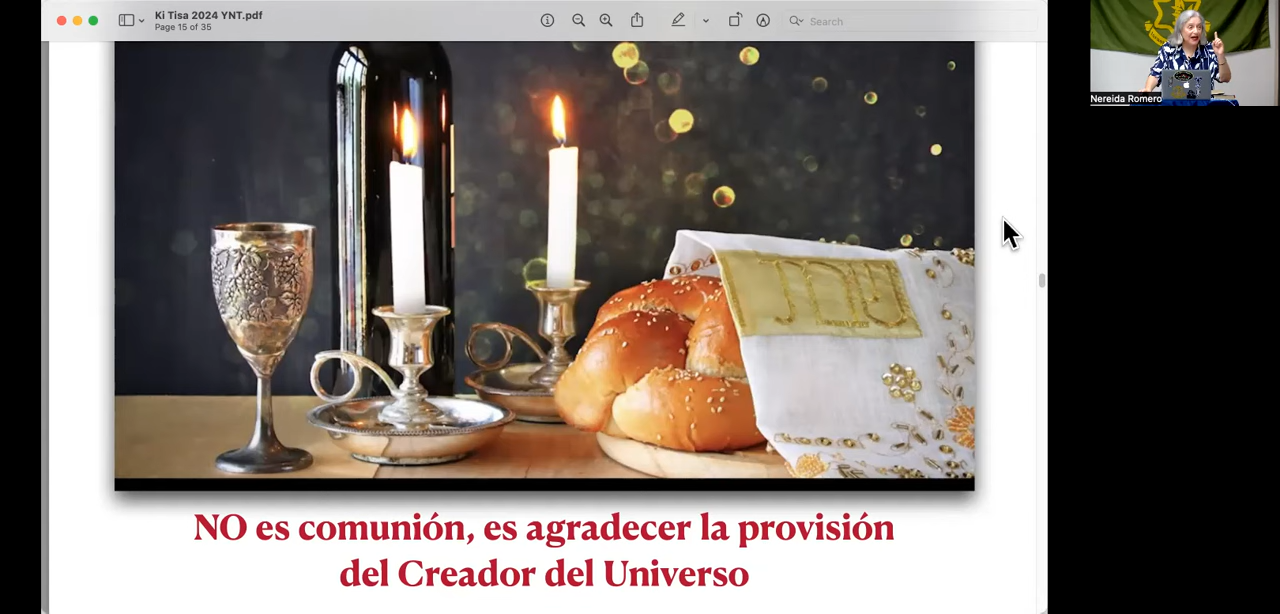 Ki Tisa 2024 YNT.pdf
Page 15 of 35
Search
Nereida Romero
NO es comunión, es agradecer la provisión
del Creador del Universo